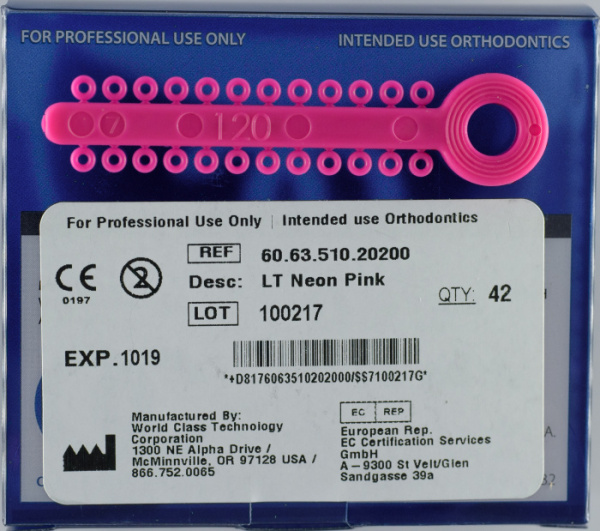 FOR PROFESSIONAL USE ONLY INTENDED USE ORTHODONTICS
7 120
For Professional Use Only | Intended use Orthodontics
REF 60.63.510.20200
CE 0197
2
Desc: LT Neon Pink
QTY: 42
LOT 100217
EXP.1019
*+D8176063510202000/$$7100217G*
Manufactured By:
World Class Technology
Corporation
1300 NE Alpha Drive /
McMinnville, OR 97128 USA /
866.752.0065
EC REP
European Rep.
EC Certification Services
GmbH
A – 9300 St Veit/Glen
Sandgasse 39a